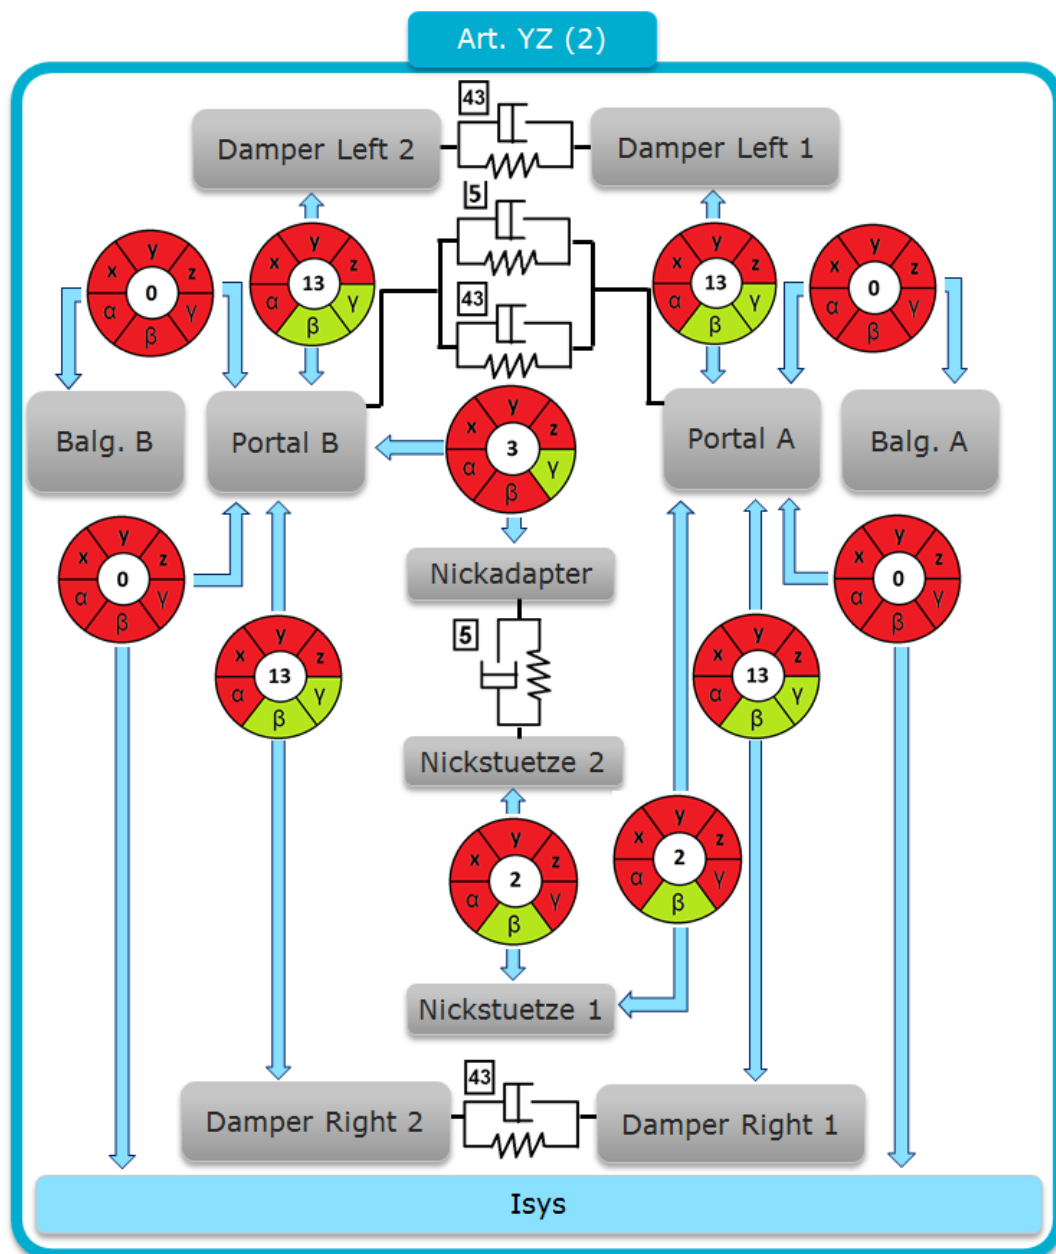 Art. YZ (2)
43
Damper Left 2
Damper Left 1
5
y
x
z
0
α
γ
β
y
x
z
13
α
γ
β
43
y
x
z
13
α
γ
β
y
x
z
0
α
γ
β
Balg. B
Portal B
y
x
z
3
α
γ
β
Portal A
Balg. A
y
x
z
0
α
γ
β
Nickadapter
y
x
z
0
α
γ
β
5
y
x
z
13
α
γ
β
y
x
z
13
α
γ
β
Nickstuetze 2
y
x
z
2
α
γ
β
y
x
z
2
α
γ
β
Nickstuetze 1
43
Damper Right 2
Damper Right 1
Isys